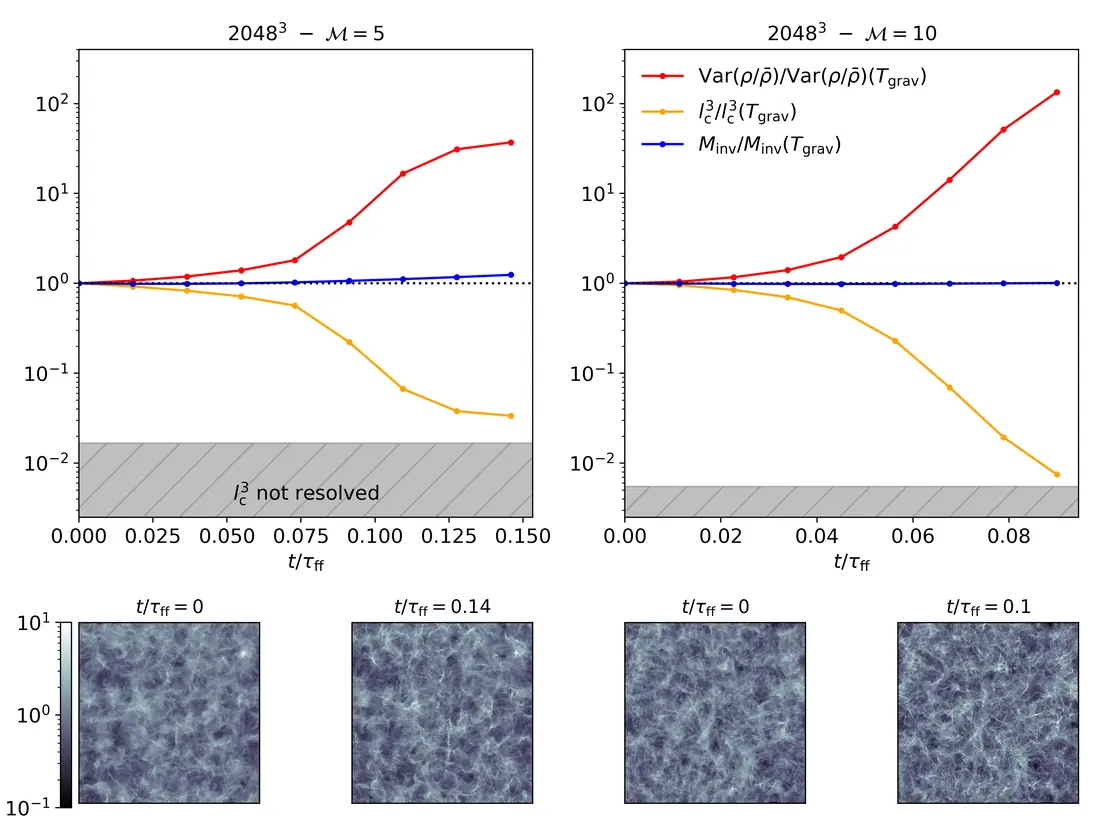 2048³ − ℳ = 5
10²
10¹
10⁰
10⁻¹
10⁻²
l_c³ not resolved
0.000 0.025 0.050 0.075 0.100 0.125 0.150
t/τ_ff
2048³ − ℳ = 10
Var(ρ/ρ̄)/Var(ρ/ρ̄)(T_grav)
l_c³/l_c³(T_grav)
M_inv/M_inv(T_grav)
10²
10¹
10⁰
10⁻¹
10⁻²
0.00 0.02 0.04 0.06 0.08
t/τ_ff
10¹
10⁰
10⁻¹
t/τ_ff = 0
t/τ_ff = 0.14
t/τ_ff = 0
t/τ_ff = 0.1